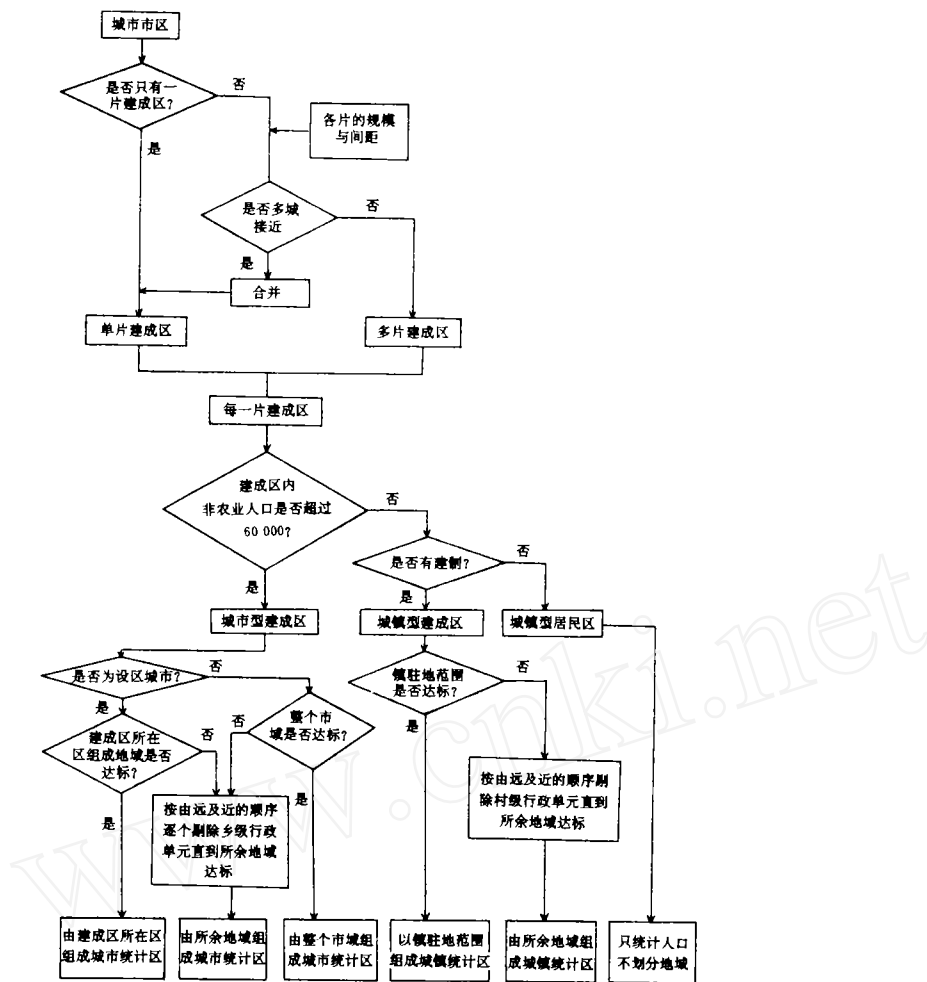 城市市区
是否只有一
片建成区？
否
各片的规模
与间距
是
是否多城
接近
否
是
合并
单片建成区
多片建成区
每一片建成区
建成区内
非农业人口是否超过
60 000？
否
是否有建制？
否
是
是
城市型建成区
城镇型建成区
城镇型居民区
是否为设区城市？
否
镇驻地范围
是否达标？
否
是
否
整个市
域是否达标？
建成区所在
区组成地域是否
达标？
否
是
按由远及近的顺序剔
除村级行政单元直到
所余地域达标
按由远及近的顺序
逐个剔除乡级行政
单元直到所余地域
达标
是
是
由建成区所在区
组成城市统计区
由所余地域组
成城市统计区
由整个市域组
成城市统计区
以镇驻地范围
组成城镇统计区
由所余地域组
成城镇统计区
只统计人口
不划分地域
www.cnki.net